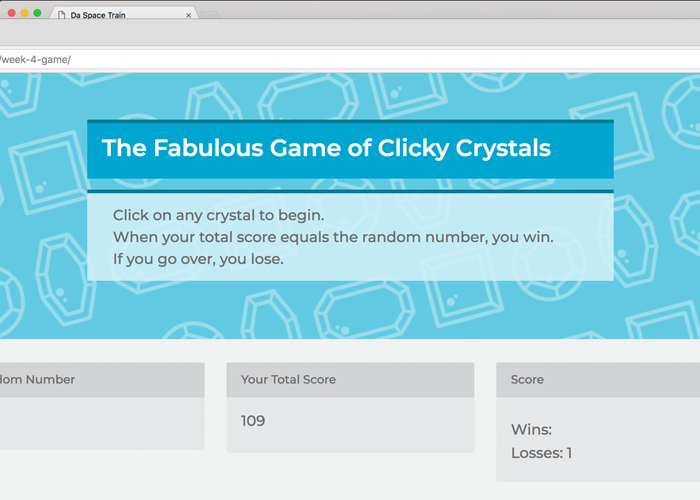 Da Space Train
/week-4-game/
The Fabulous Game of Clicky Crystals
Click on any crystal to begin.
When your total score equals the random number, you win.
If you go over, you lose.
dom Number
Your Total Score
Score
109
Wins:
Losses: 1